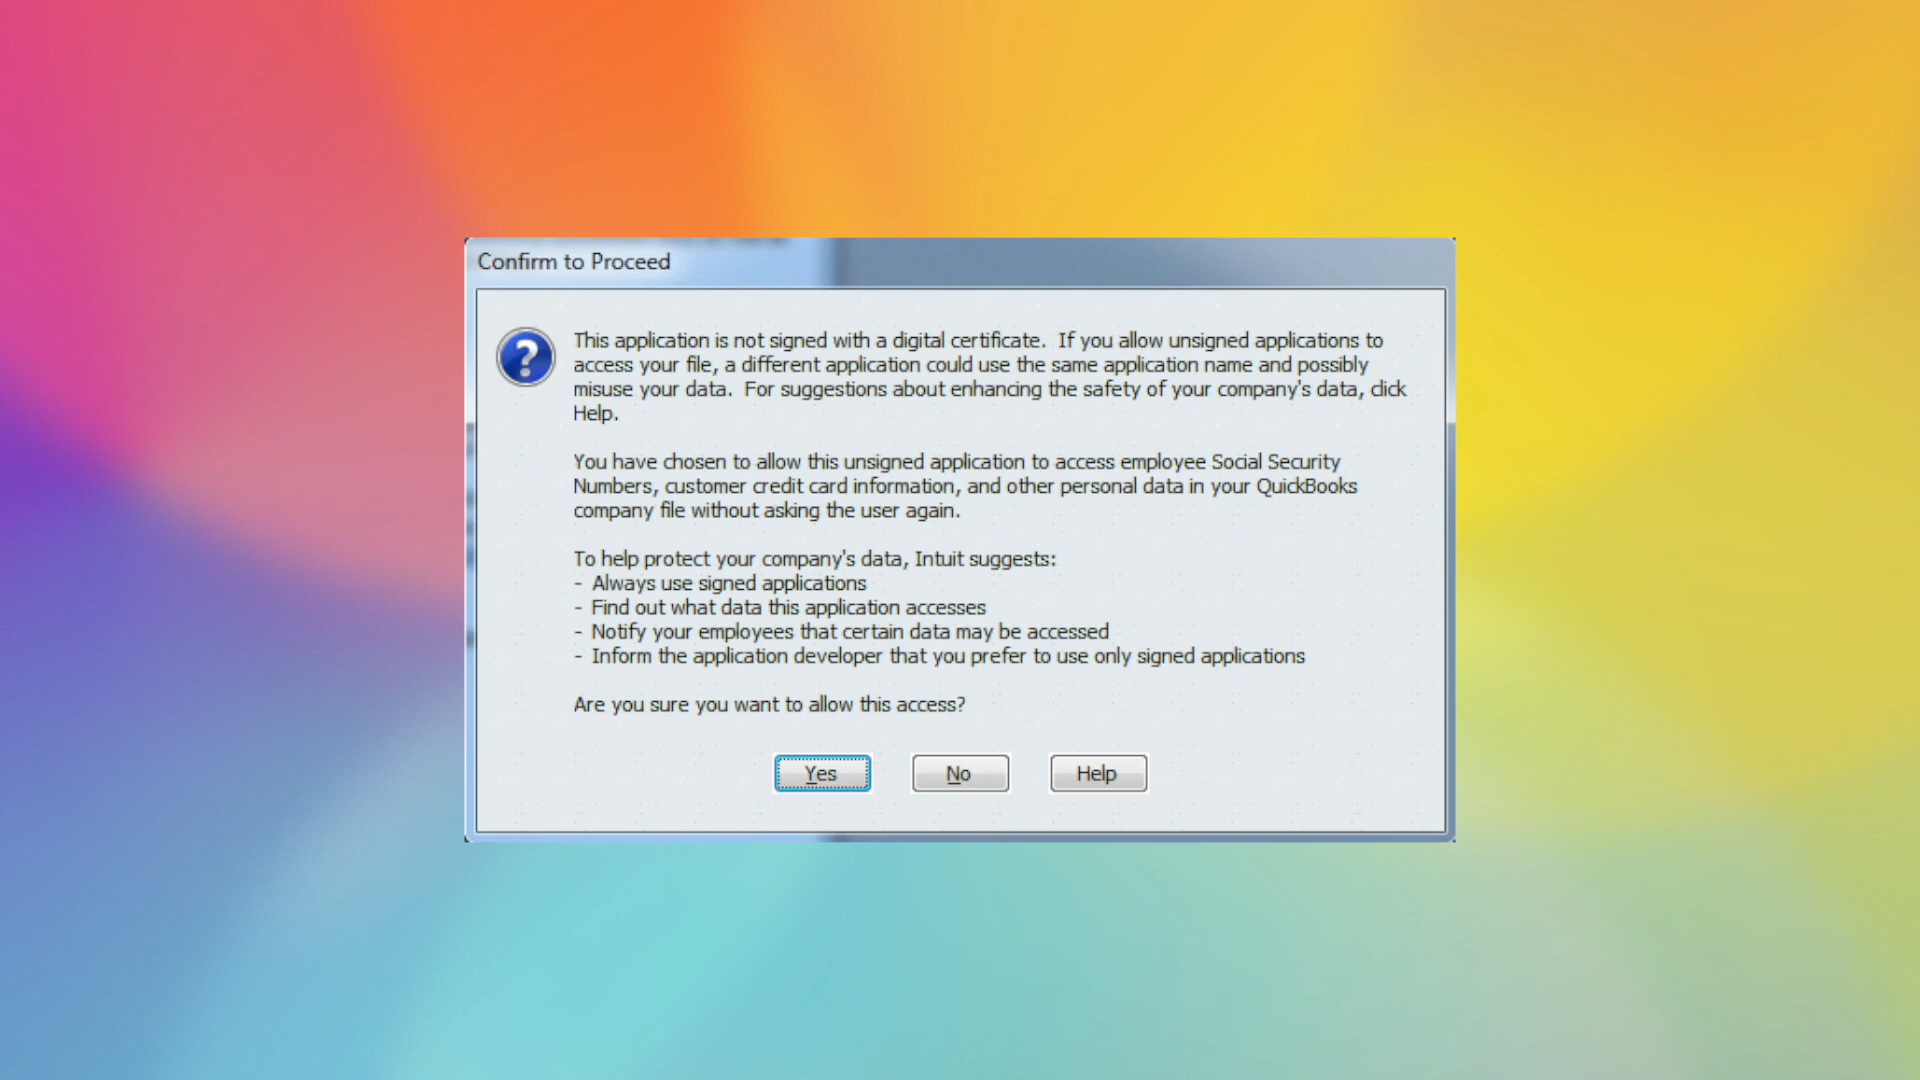 Confirm to Proceed
This application is not signed with a digital certificate.  If you allow unsigned applications to
access your file, a different application could use the same application name and possibly
misuse your data.  For suggestions about enhancing the safety of your company's data, click
Help.
You have chosen to allow this unsigned application to access employee Social Security
Numbers, customer credit card information, and other personal data in your QuickBooks
company file without asking the user again.
To help protect your company's data, Intuit suggests:
- Always use signed applications
- Find out what data this application accesses
- Notify your employees that certain data may be accessed
- Inform the application developer that you prefer to use only signed applications
Are you sure you want to allow this access?
Yes No Help